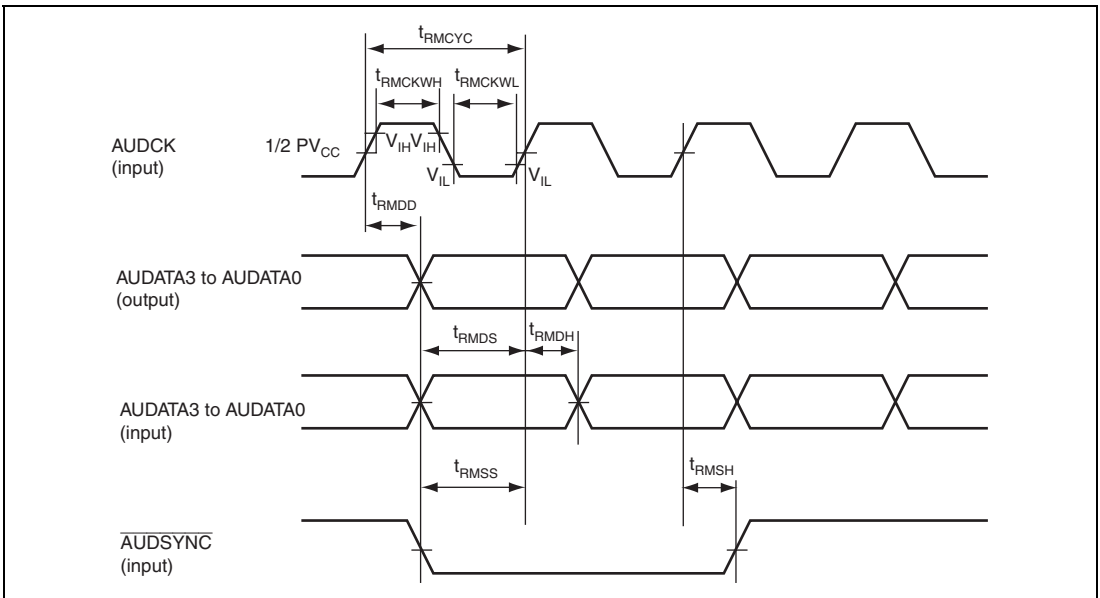 tRMCYC
tRMCKWH tRMCKWL
AUDCK
(input)
1/2 PVCC
VIH VIH
VIL VIL
tRMDD
AUDATA3 to AUDATA0
(output)
tRMDS tRMDH
AUDATA3 to AUDATA0
(input)
tRMSS tRMSH
AUDSYNC
(input)